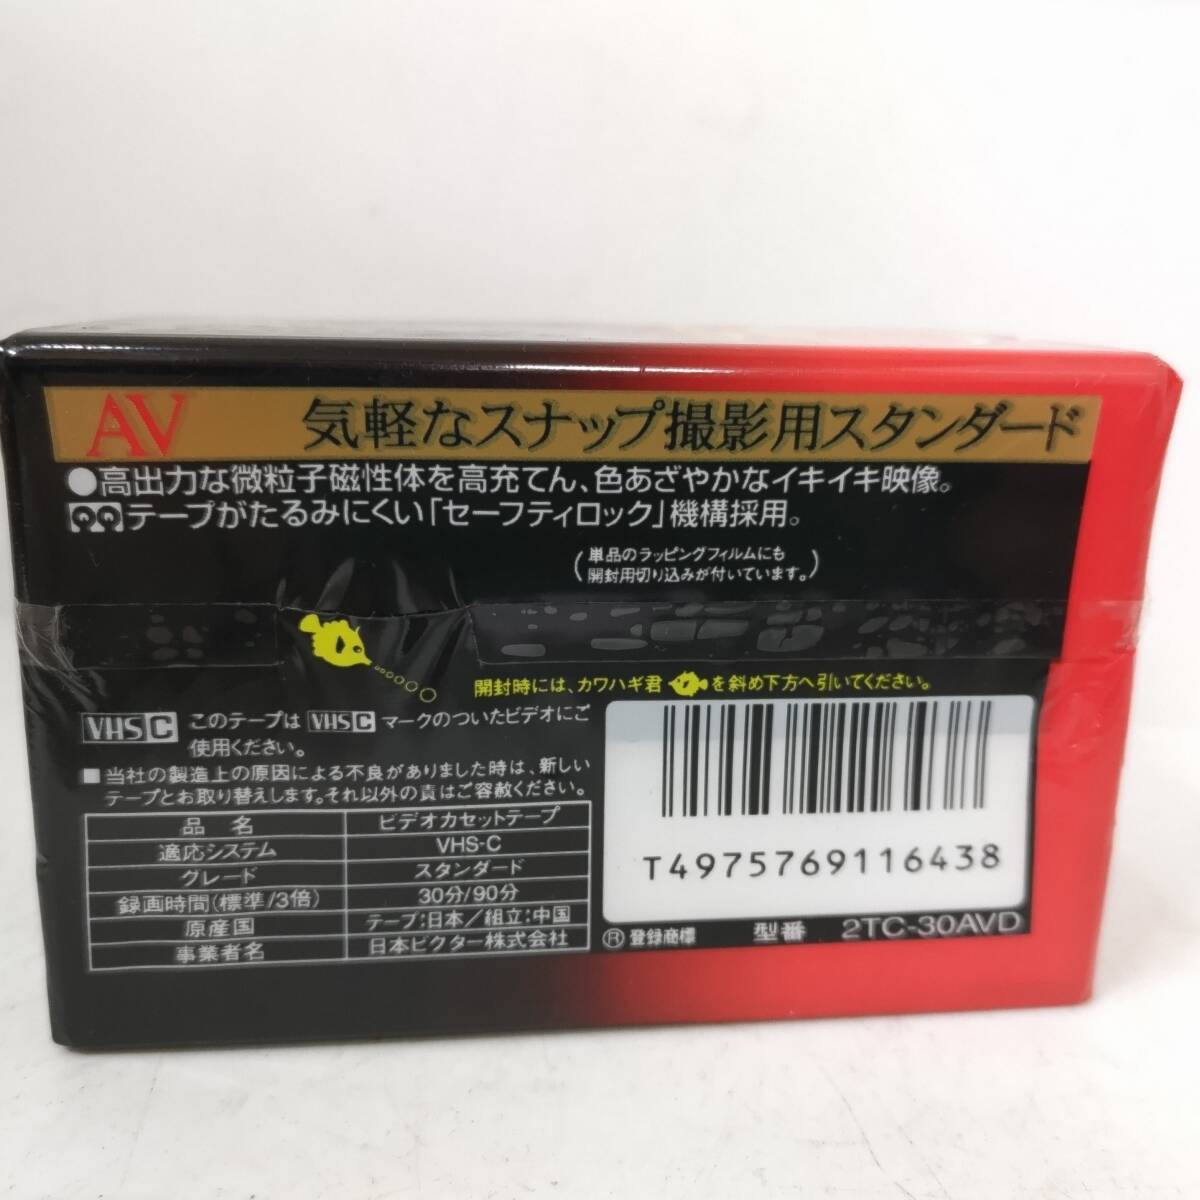 AV 気軽なスナップ撮影用スタンダード
●高出力な微粒子磁性体を高充てん、色あざやかなイキイキ映像。
テープがたるみにくい「セーフティロック」機構採用。
(単品のラッピングフィルムにも
開封用切り込みが付いています。)
開封時には、カワハギ君 を斜め下方へ引いてください。
VHS C このテープは VHS C マークのついたビデオにご
使用ください。
■当社の製造上の原因による不良がありました時は、新しい
テープとお取り替えします。それ以外の責はご容赦ください。
品名 ビデオカセットテープ
適応システム VHS-C
グレード スタンダード
録画時間(標準/3倍) 30分/90分
原産国 テープ:日本/組立:中国
事業者名 日本ビクター株式会社
T4975769116438
®登録商標 型番 2TC-30AVD